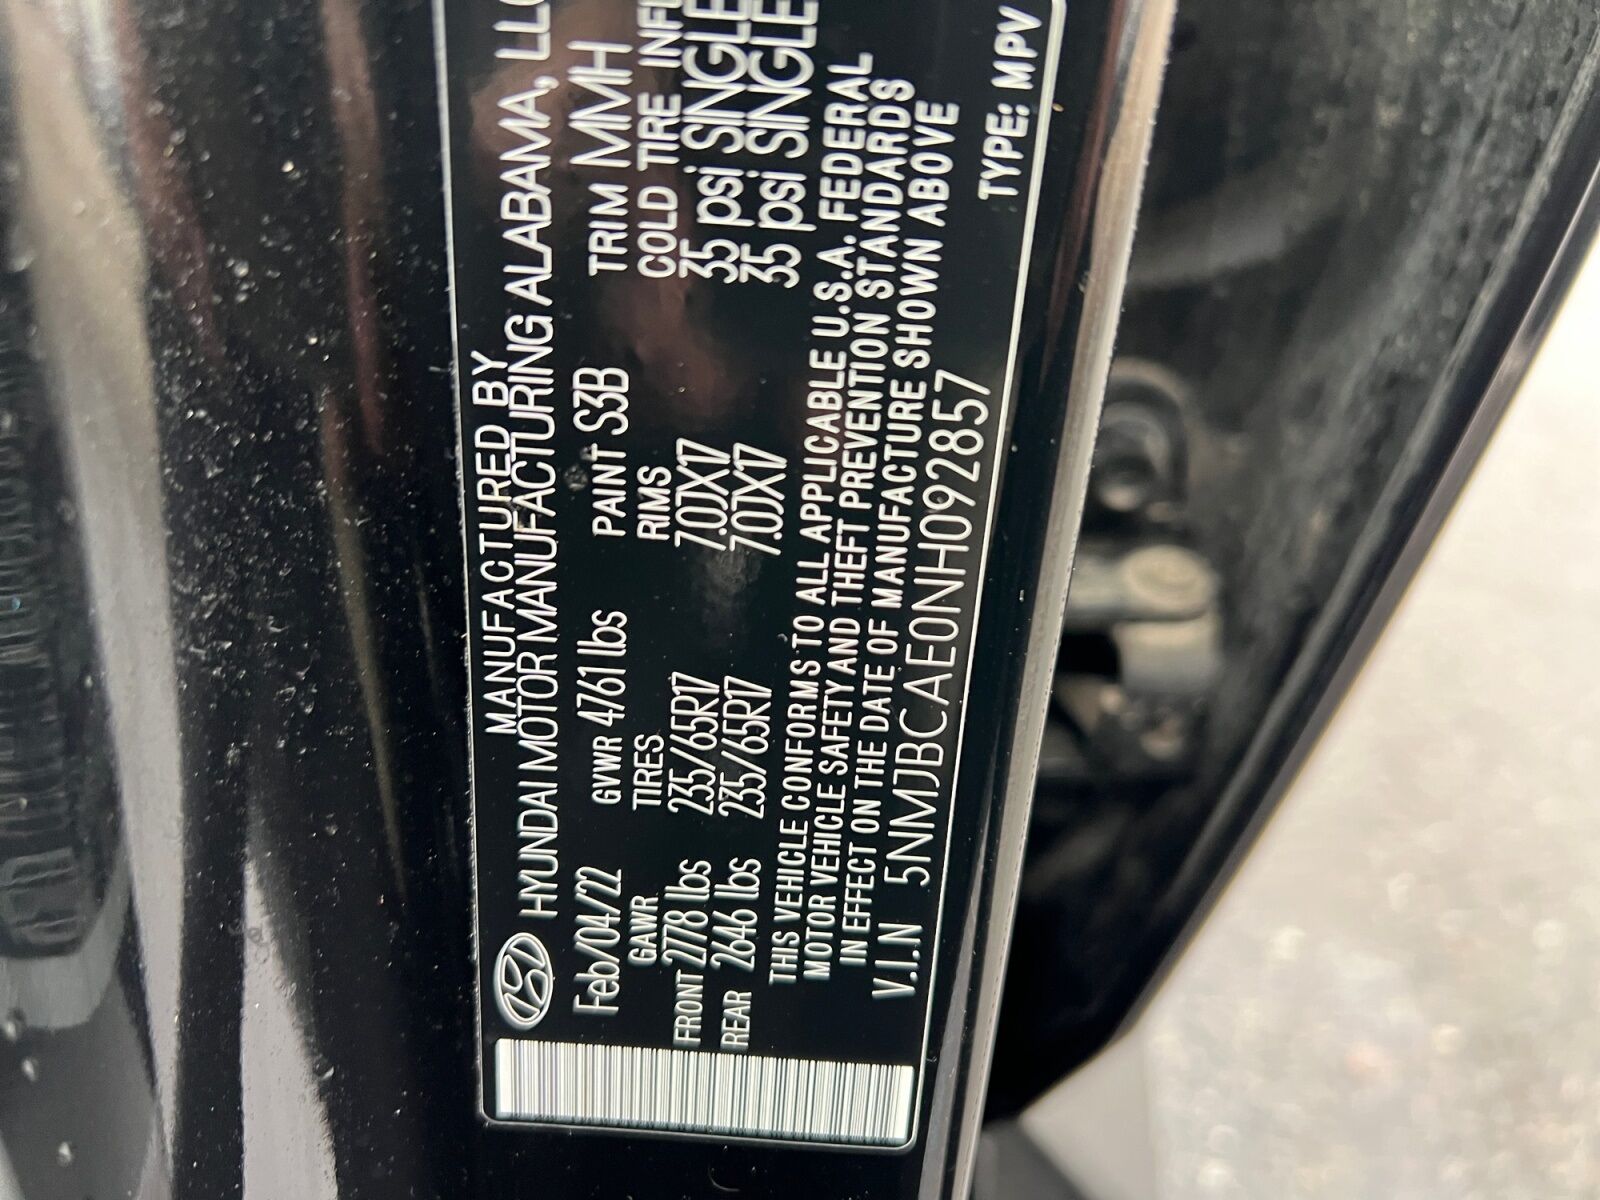 MANUFACTURED BY
HYUNDAI MOTOR MANUFACTURING ALABAMA, LLC
Feb/04/22 GVWR 4761 lbs PAINT S3B TRIM MMH
GAWR TIRES RIMS COLD TIRE INFL
FRONT 2778 lbs 235/65R17 7.0JX17 35 psi SINGLE
REAR 2646 lbs 235/65R17 7.0JX17 35 psi SINGLE
THIS VEHICLE CONFORMS TO ALL APPLICABLE U.S.A. FEDERAL
MOTOR VEHICLE SAFETY AND THEFT PREVENTION STANDARDS
IN EFFECT ON THE DATE OF MANUFACTURE SHOWN ABOVE
V.I.N 5NMJBCAE0NH092857 TYPE: MPV